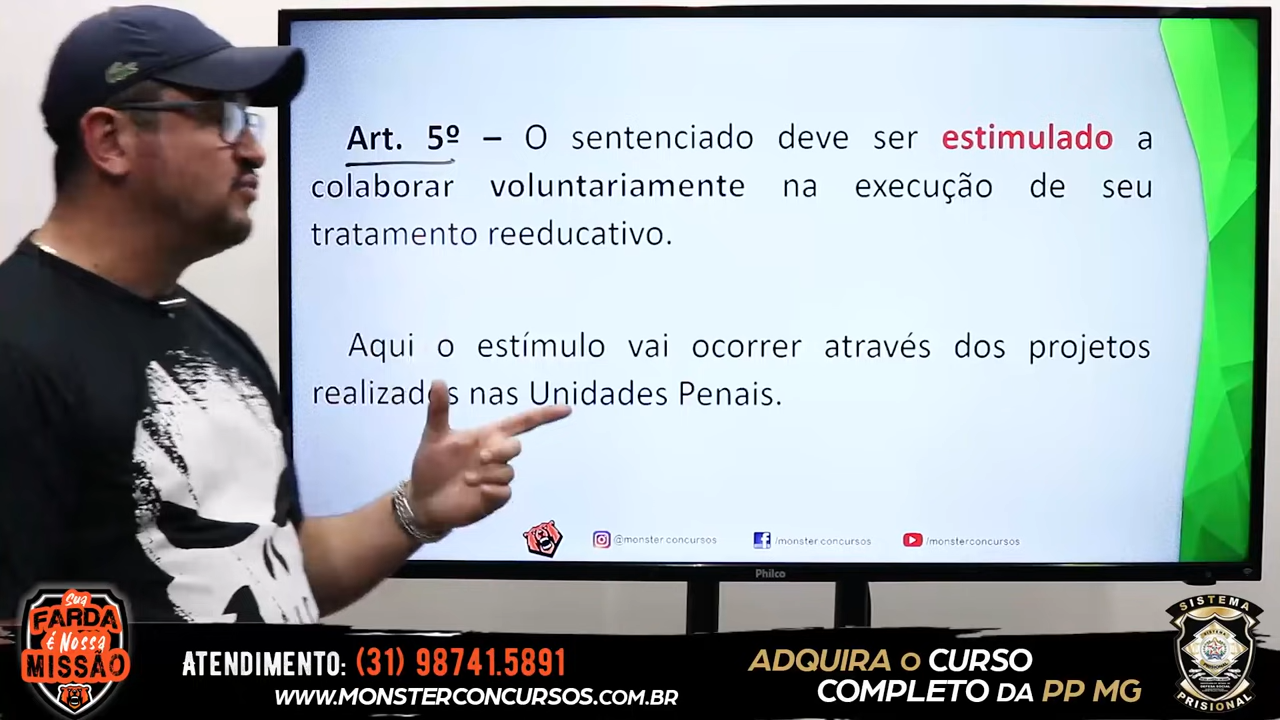 Art. 5º – O sentenciado deve ser estimulado a
colaborar voluntariamente na execução de seu
tratamento reeducativo.
Aqui o estímulo vai ocorrer através dos projetos
realizados nas Unidades Penais.
@monster.concursos
/monster.concursos
/monsterconcursos
Philco
Sua
FARDA
é Nossa
MISSÃO
ATENDIMENTO: (31) 98741.5891
WWW.MONSTERCONCURSOS.COM.BR
ADQUIRA O CURSO
COMPLETO DA PP MG
SISTEMA
PRISIONAL